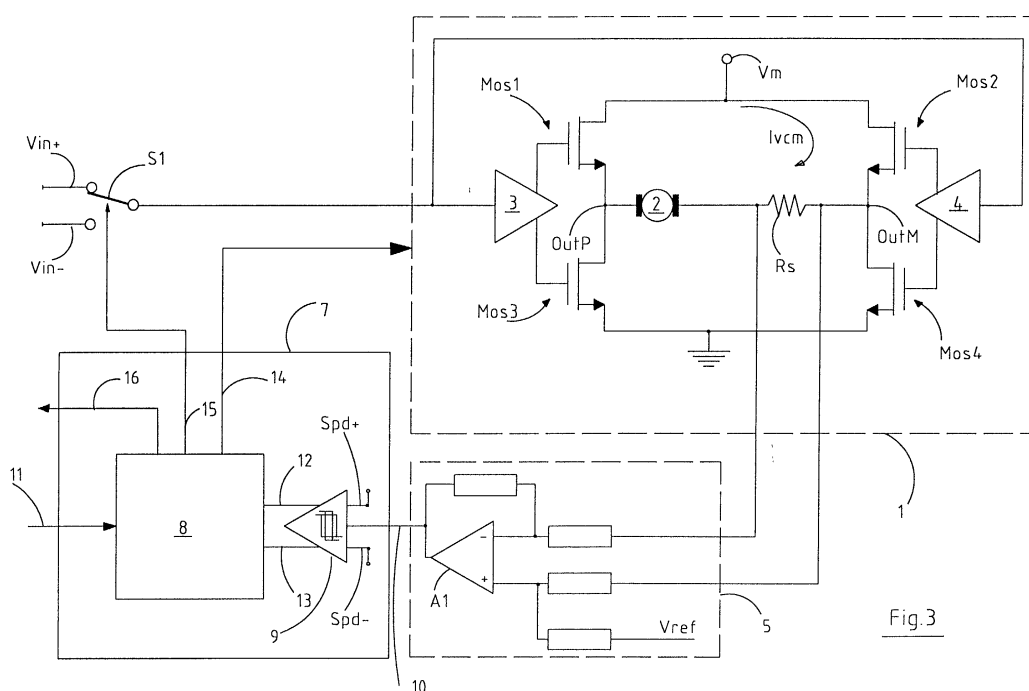 Vm
Mos1
Mos2
Ivcm
Vin+
S1
3
2
4
OutP
OutM
Vin-
Rs
Mos3
Mos4
7
16
14
15
Spd+
12
11
8
1
13
A1
-
+
9
Spd-
5
Vref
Fig.3
10